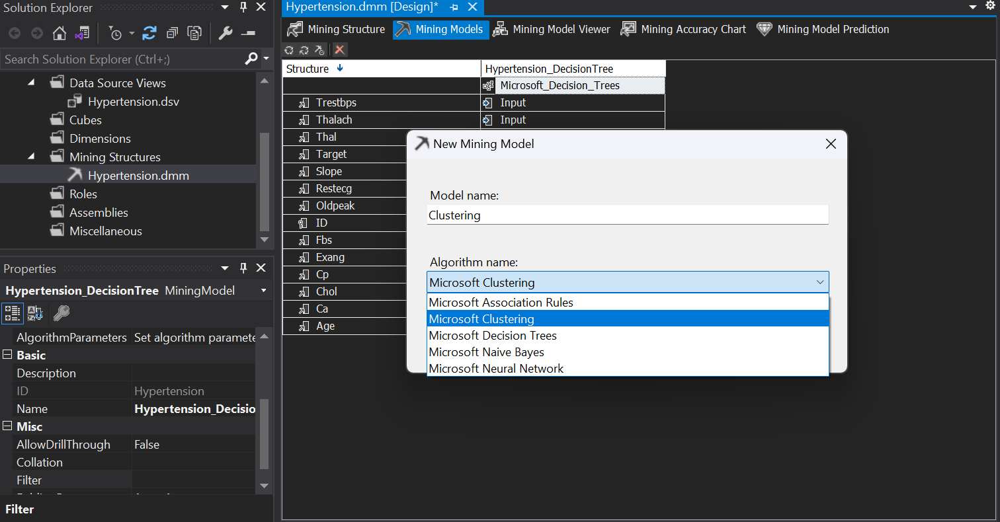 Solution Explorer
Search Solution Explorer (Ctrl+;)
Data Source Views
Hypertension.dsv
Cubes
Dimensions
Mining Structures
Hypertension.dmm
Roles
Assemblies
Miscellaneous
Properties
Hypertension_DecisionTree MiningModel
AlgorithmParameters Set algorithm paramete
Basic
Description
ID Hypertension
Name Hypertension_Decisio
Misc
AllowDrillThrough False
Collation
Filter
Filter
Hypertension.dmm [Design]*
Mining Structure Mining Models Mining Model Viewer Mining Accuracy Chart Mining Model Prediction
Structure Hypertension_DecisionTree
Microsoft_Decision_Trees
Trestbps Input
Thalach Input
Thal
Target
Slope
Restecg
Oldpeak
ID
Fbs
Exang
Cp
Chol
Ca
Age
New Mining Model
Model name:
Clustering
Algorithm name:
Microsoft Clustering
Microsoft Association Rules
Microsoft Clustering
Microsoft Decision Trees
Microsoft Naive Bayes
Microsoft Neural Network